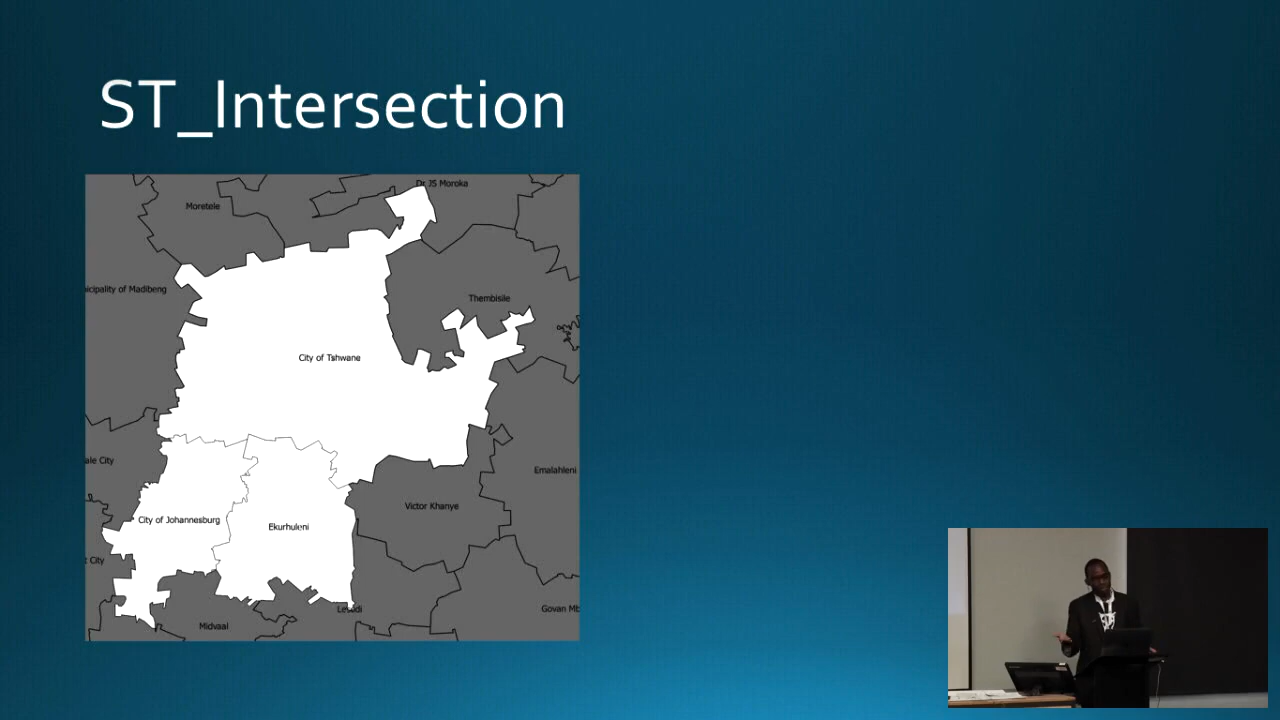 ST_Intersection
Dr JS Moroka
Moretele
icipality of Madibeng
Thembisile
City of Tshwane
ale City
Emalahleni
Victor Khanye
City of Johannesburg
Ekurhuleni
t City
Govan Mb
Midvaal